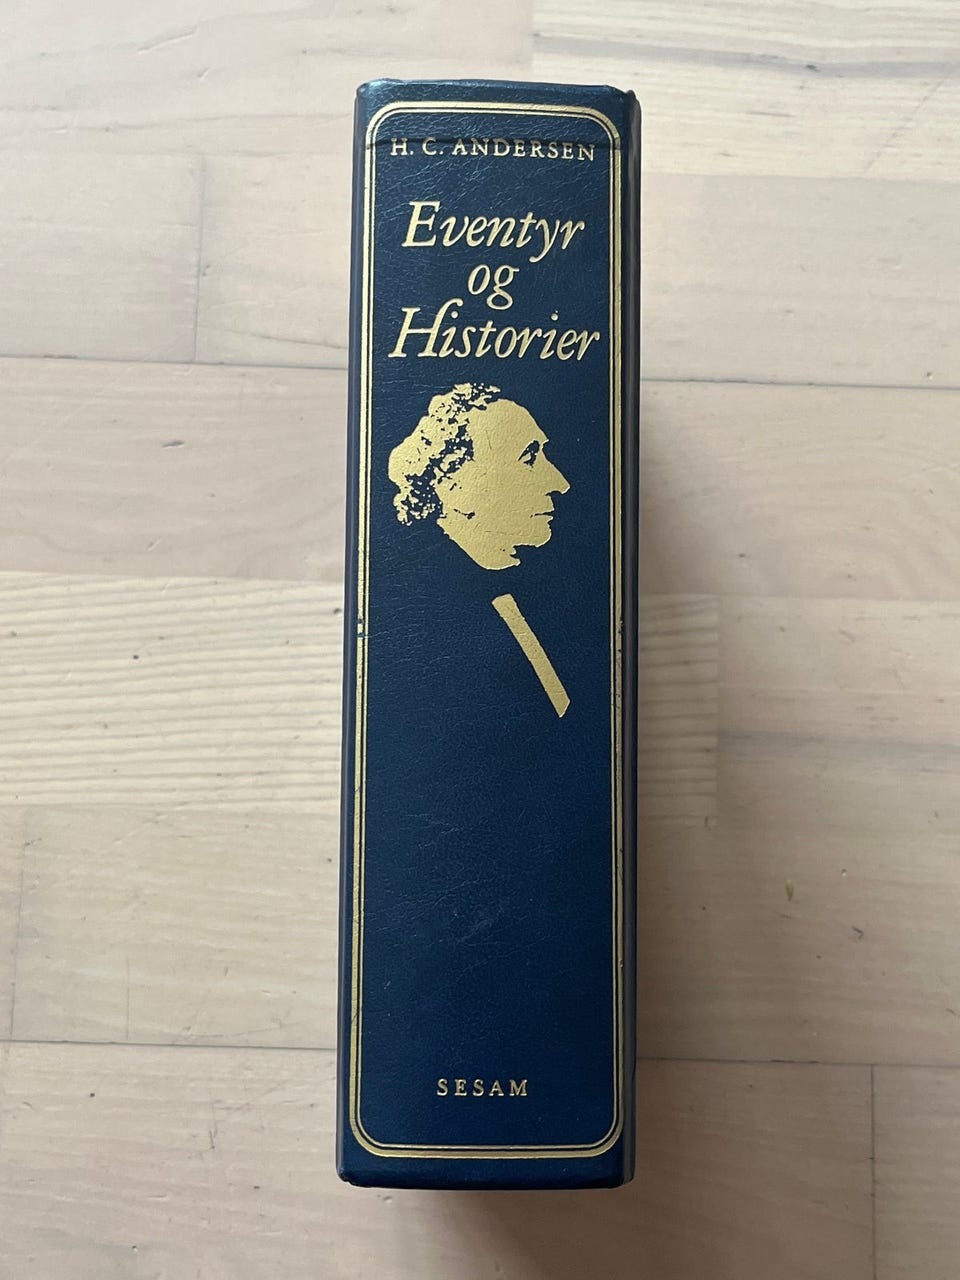 H. C. ANDERSEN
Eventyr
og
Historier
SESAM